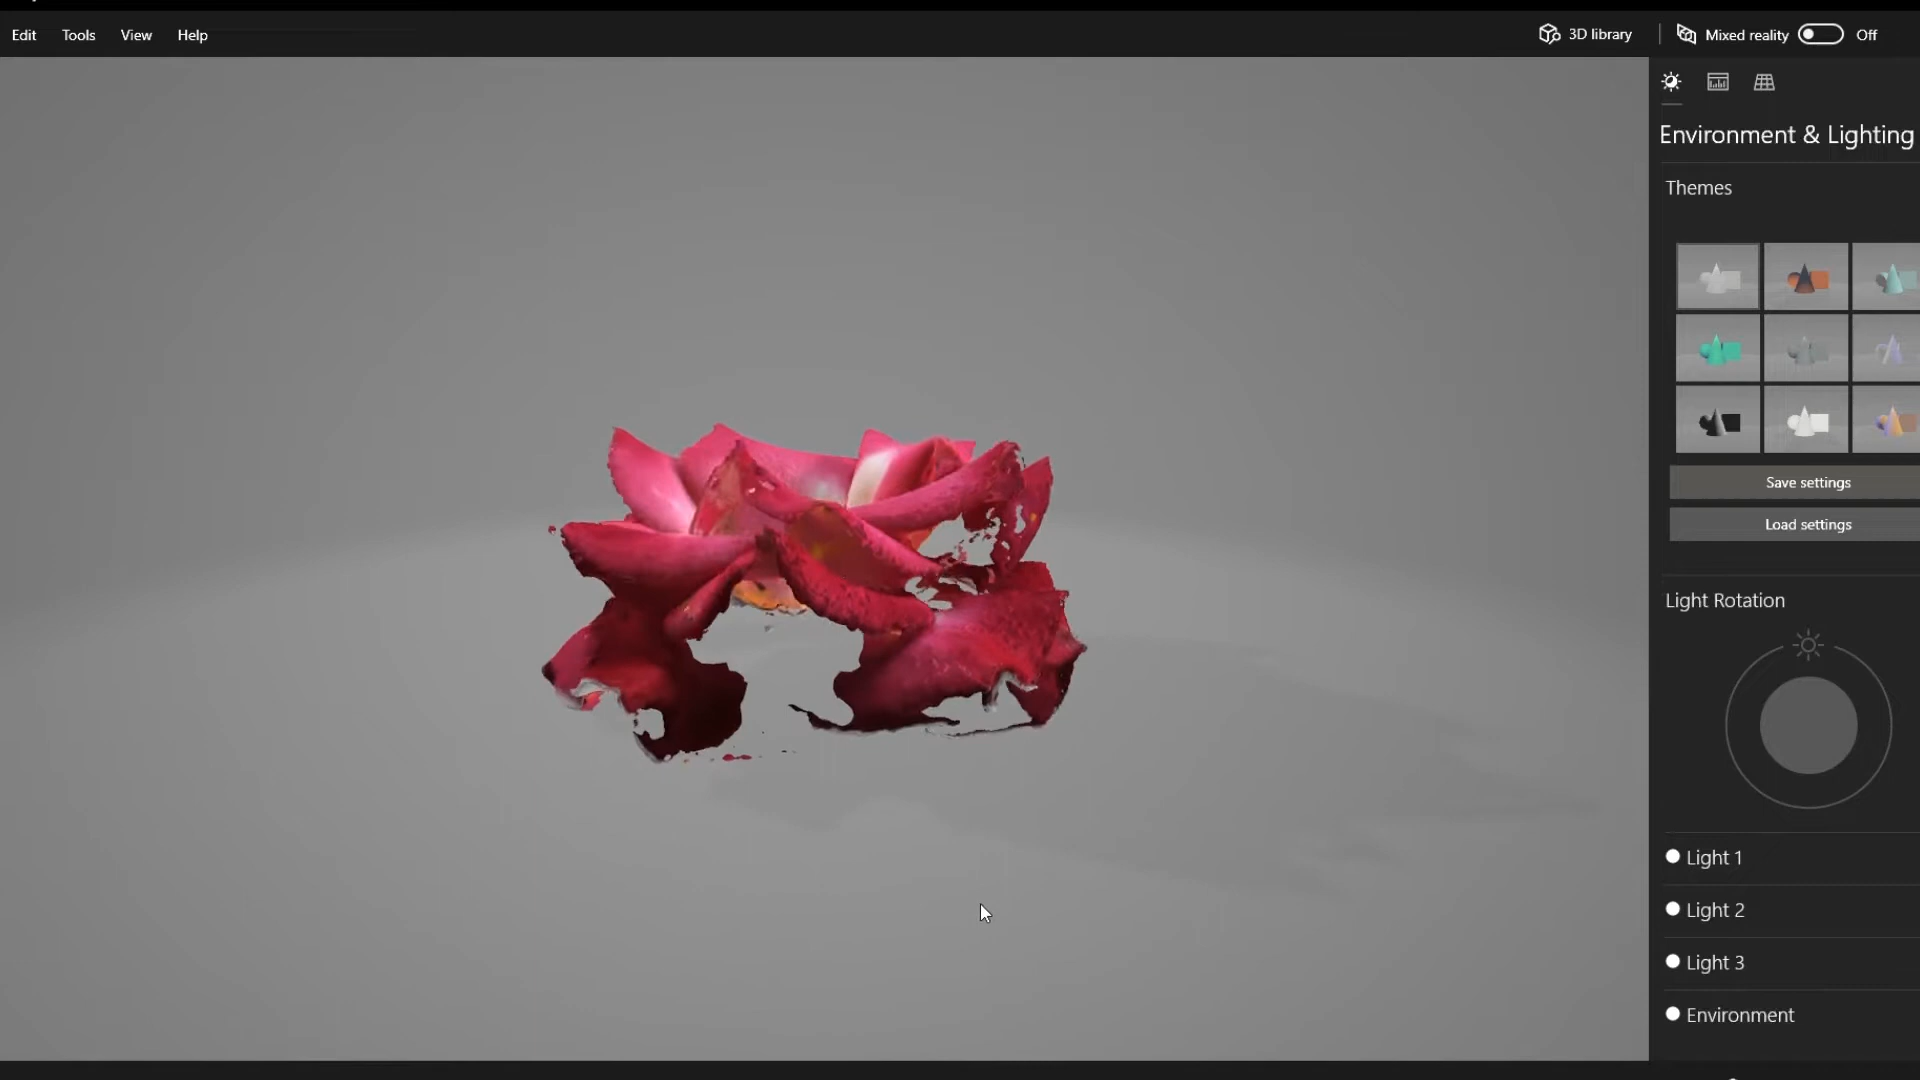 Edit Tools View Help 3D library Mixed reality Off
Environment & Lighting
Themes
Save settings
Load settings
Light Rotation
Light 1
Light 2
Light 3
Environment